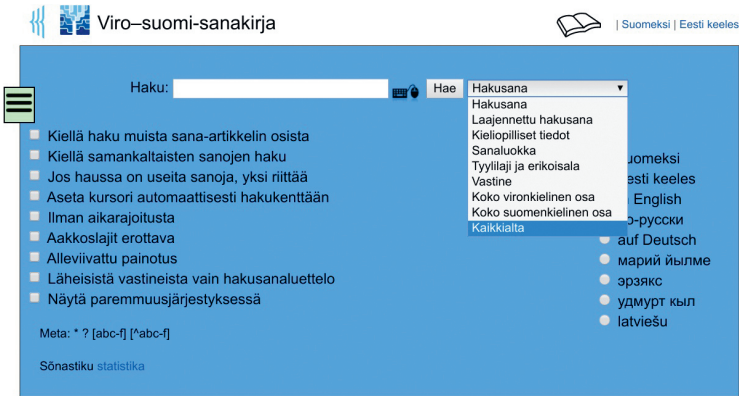 Viro–suomi-sanakirja
| Suomeksi | Eesti keeles
Haku:
Hae
Hakusana
Hakusana
Laajennettu hakusana
Kieliopilliset tiedot
Sanaluokka
Tyylilaji ja erikoisala
Vastine
Koko vironkielinen osa
Koko suomenkielinen osa
Kaikkialta
Kiellä haku muista sana-artikkelin osista
Kiellä samankaltaisten sanojen haku
Jos haussa on useita sanoja, yksi riittää
Aseta kursori automaattisesti hakukenttään
Ilman aikarajoitusta
Aakkoslajit erottava
Alleviivattu painotus
Läheisistä vastineista vain hakusanaluettelo
Näytä paremmuusjärjestyksessä
uomeksi
esti keeles
English
о-русски
auf Deutsch
марий йылме
эрзякс
удмурт кыл
latviešu
Meta: * ? [abc-f] [^abc-f]
Sõnastiku statistika